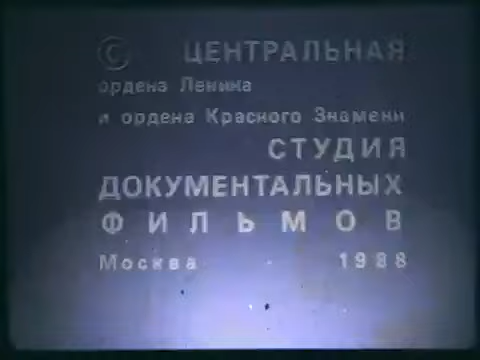 © ЦЕНТРАЛЬНАЯ
ордена Ленина
и ордена Красного Знамени
СТУДИЯ
ДОКУМЕНТАЛЬНЫХ
ФИЛЬМОВ
Москва 1988